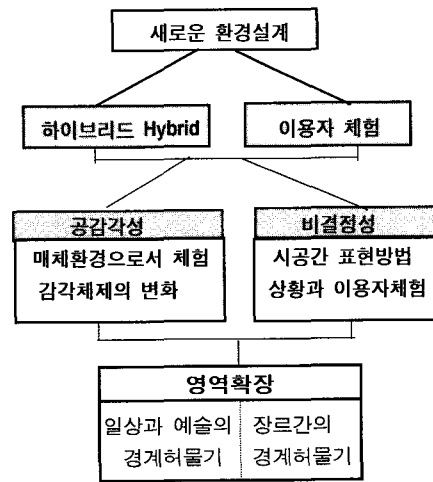 새로운 환경설계
하이브리드 Hybrid
이용자 체험
공감각성
매체환경으로서 체험
감각체제의 변화
비결정성
시공간 표현방법
상황과 이용자체험
영역확장
일상과 예술의
경계허물기
장르간의
경계허물기